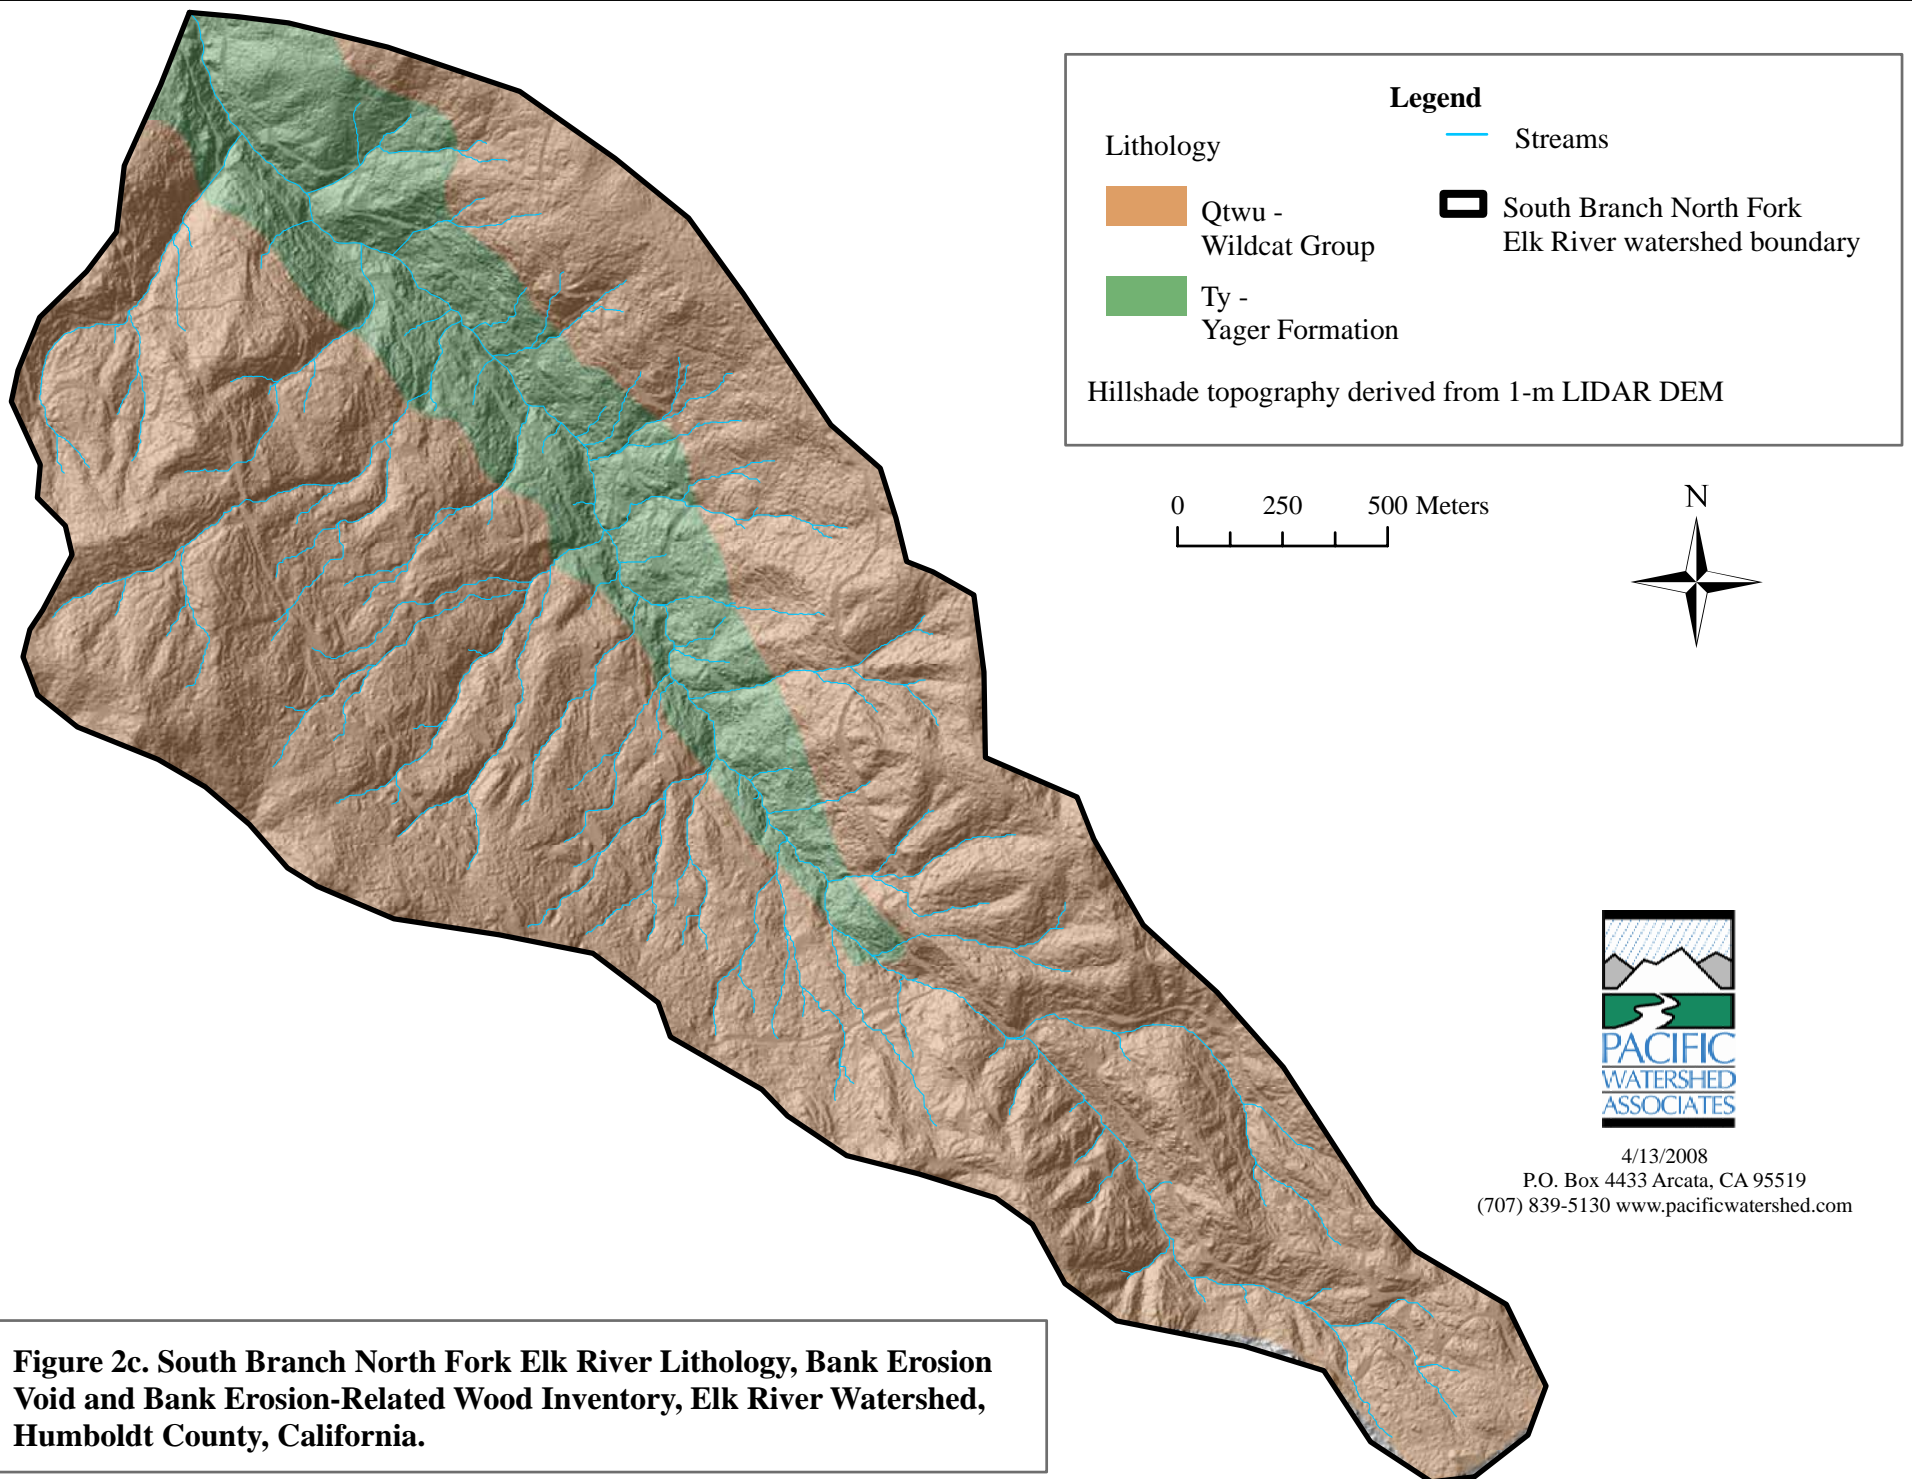 Legend
Lithology
Streams
Qtwu -
Wildcat Group
South Branch North Fork
Elk River watershed boundary
Ty -
Yager Formation
Hillshade topography derived from 1-m LIDAR DEM
0 250 500 Meters
N
PACIFIC
WATERSHED
ASSOCIATES
4/13/2008
P.O. Box 4433 Arcata, CA 95519
(707) 839-5130 www.pacificwatershed.com
Figure 2c. South Branch North Fork Elk River Lithology, Bank Erosion
Void and Bank Erosion-Related Wood Inventory, Elk River Watershed,
Humboldt County, California.